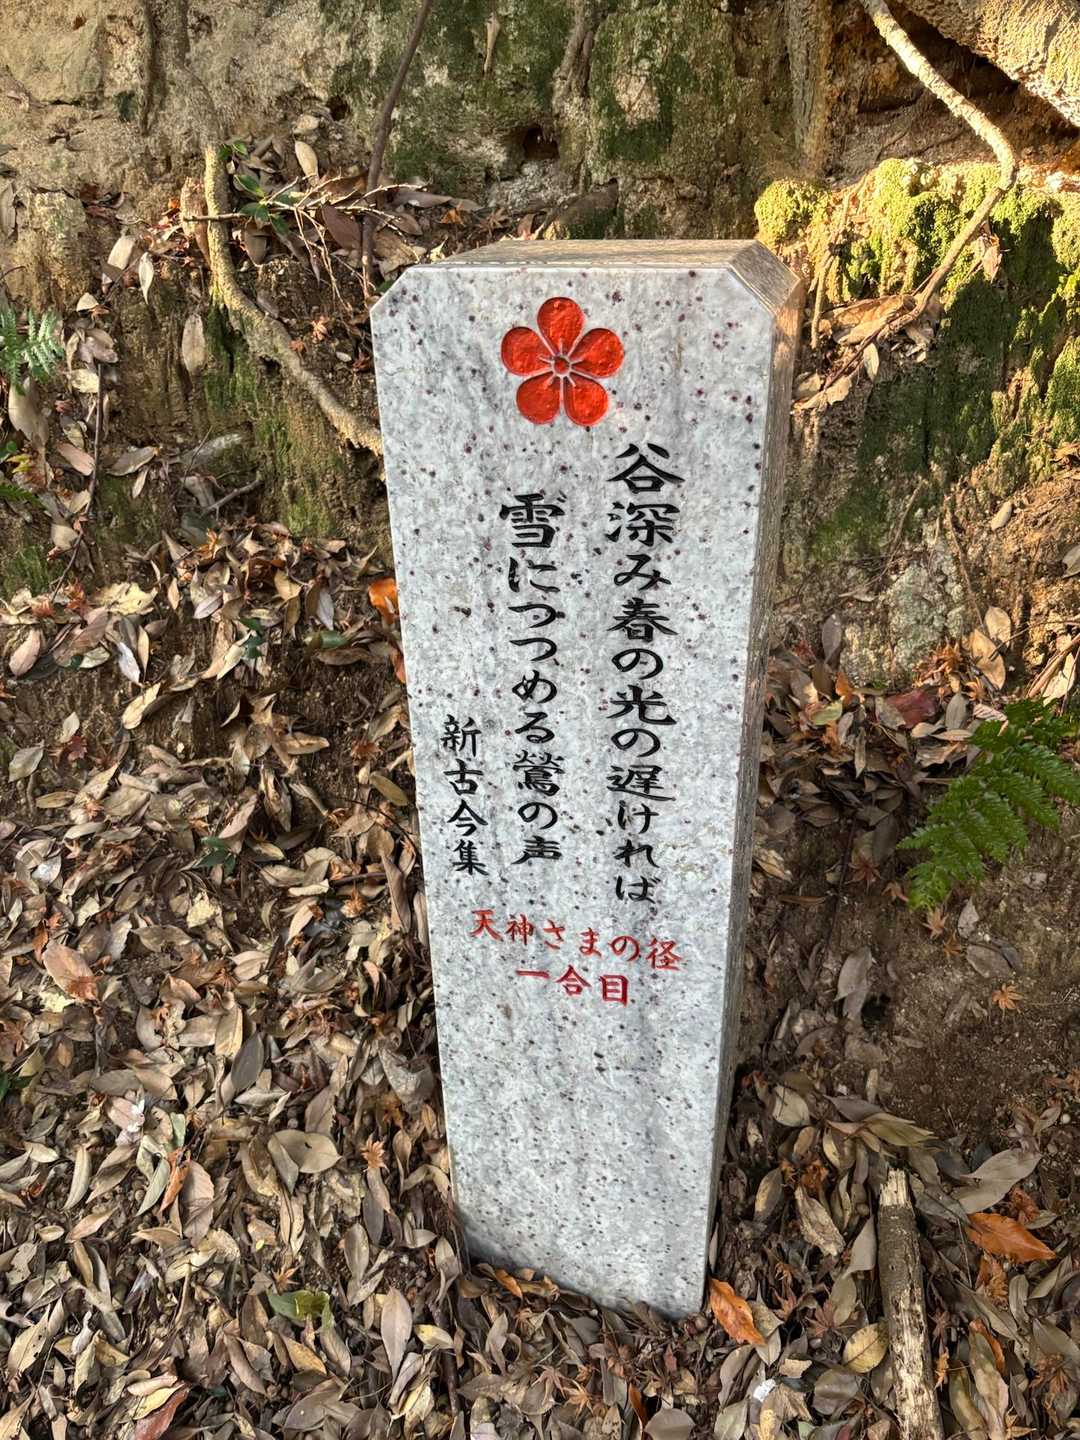 谷深み春の光の遅ければ
雪につつめる鶯の声
新古今集
天神さまの径
一合目